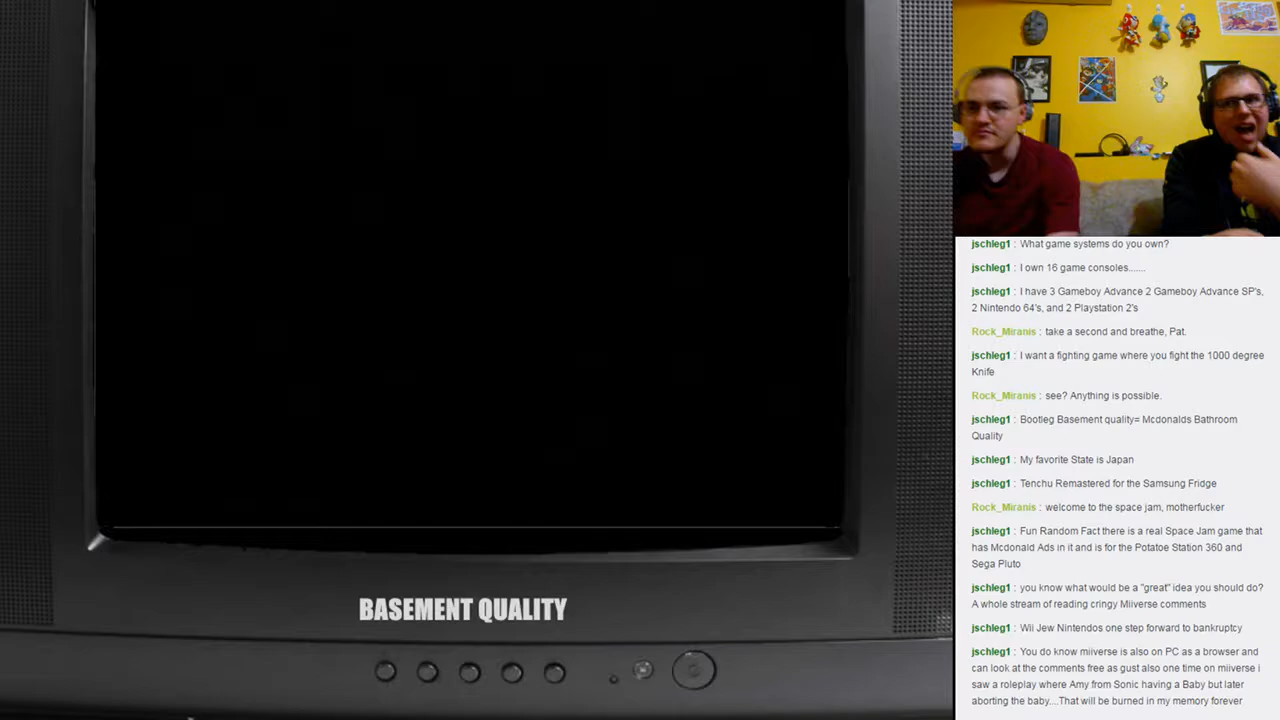 BASEMENT QUALITY
jschleg1 : What game systems do you own?
jschleg1 : I own 16 game consoles.......
jschleg1 : I have 3 Gameboy Advance 2 Gameboy Advance SP's,
2 Nintendo 64's, and 2 Playstation 2's
Rock_Miranis : take a second and breathe, Pat.
jschleg1 : I want a fighting game where you fight the 1000 degree
Knife
Rock_Miranis : see? Anything is possible.
jschleg1 : Bootleg Basement quality= Mcdonalds Bathroom
Quality
jschleg1 : My favorite State is Japan
jschleg1 : Tenchu Remastered for the Samsung Fridge
Rock_Miranis : welcome to the space jam, motherfucker
jschleg1 : Fun Random Fact there is a real Space Jam game that
has Mcdonald Ads in it and is for the Potatoe Station 360 and
Sega Pluto
jschleg1 : you know what would be a "great" idea you should do?
A whole stream of reading cringy Miiverse comments
jschleg1 : Wii Jew Nintendos one step forward to bankruptcy
jschleg1 : You do know miiverse is also on PC as a browser and
can look at the comments free as gust also one time on miiverse i
saw a roleplay where Amy from Sonic having a Baby but later
aborting the baby....That will be burned in my memory forever